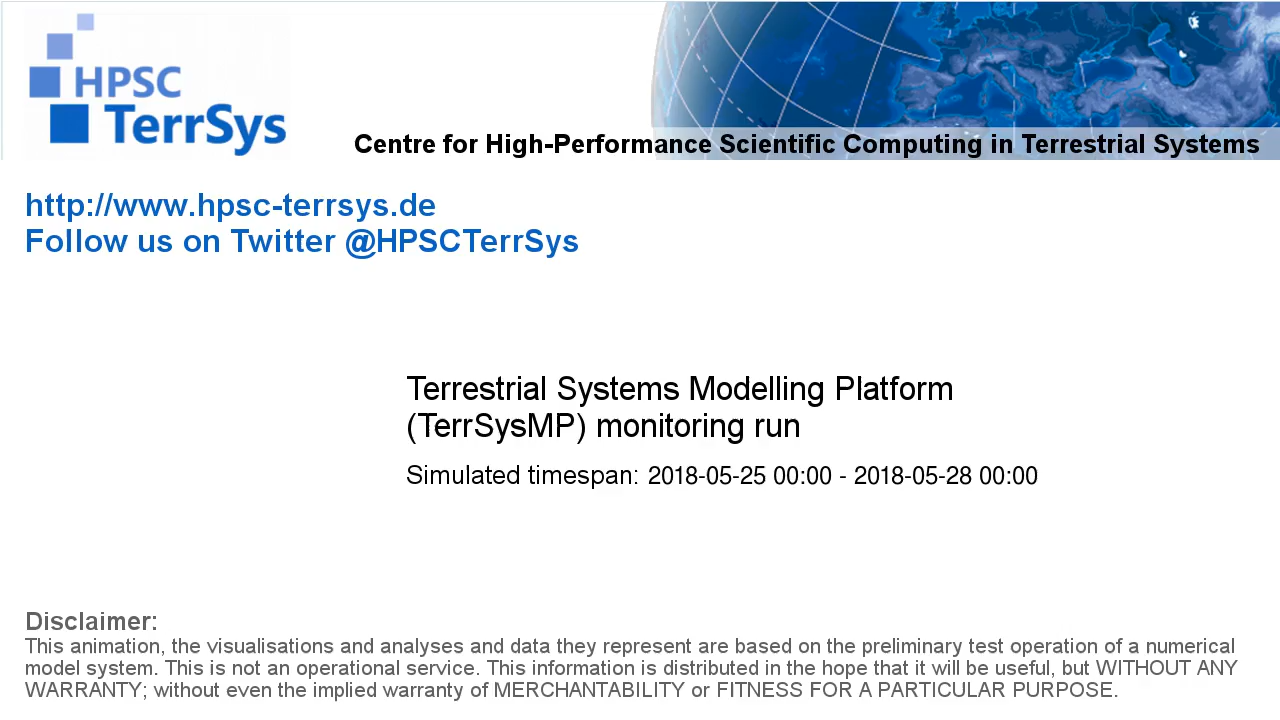 HPSC
TerrSys
Centre for High-Performance Scientific Computing in Terrestrial Systems
http://www.hpsc-terrsys.de
Follow us on Twitter @HPSCTerrSys
Terrestrial Systems Modelling Platform
(TerrSysMP) monitoring run
Simulated timespan: 2018-05-25 00:00 - 2018-05-28 00:00
Disclaimer:
This animation, the visualisations and analyses and data they represent are based on the preliminary test operation of a numerical
model system. This is not an operational service. This information is distributed in the hope that it will be useful, but WITHOUT ANY
WARRANTY; without even the implied warranty of MERCHANTABILITY or FITNESS FOR A PARTICULAR PURPOSE.